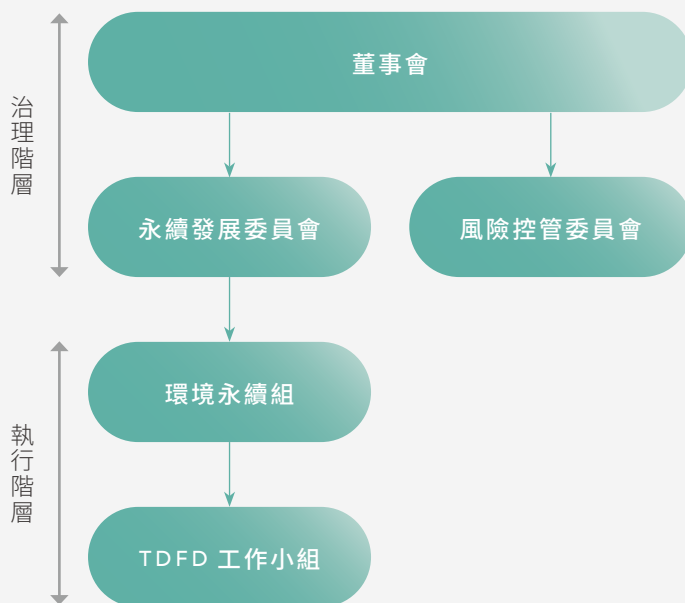 董事會
治理階層
永續發展委員會
風險控管委員會
環境永續組
執行階層
TDFD 工作小組